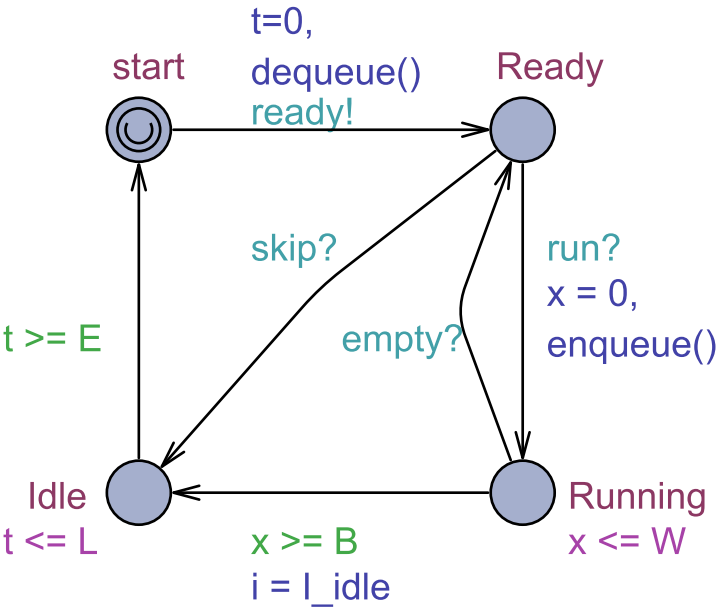 t=0,
start
dequeue()
Ready
ready!
skip?
run?
x = 0,
t >= E
empty?
enqueue()
Idle
Running
t <= L
x >= B
x <= W
i = I_idle